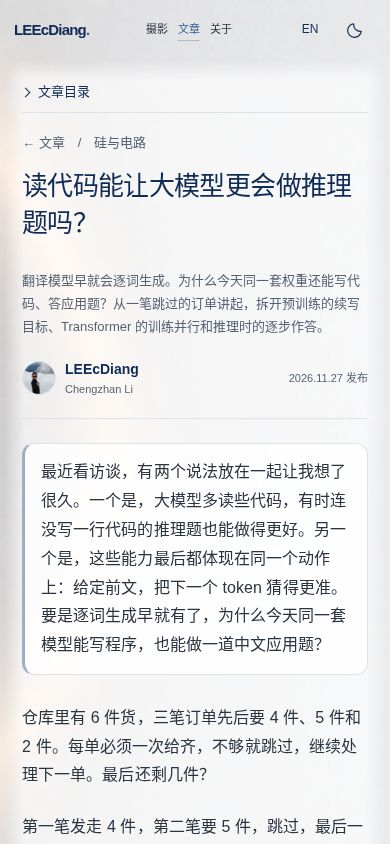 LEEcDiang.
摄影 文章 关于
EN
文章目录
← 文章 / 硅与电路
读代码能让大模型更会做推理
题吗？
翻译模型早就会逐词生成。为什么今天同一套权重还能写代
码、答应用题？从一笔跳过的订单讲起，拆开预训练的续写
目标、Transformer 的训练并行和推理时的逐步作答。
LEEcDiang
Chengzhan Li
2026.11.27 发布
最近看访谈，有两个说法放在一起让我想了
很久。一个是，大模型多读些代码，有时连
没写一行代码的推理题也能做得更好。另一
个是，这些能力最后都体现在同一个动作
上：给定前文，把下一个 token 猜得更准。
要是逐词生成早就有了，为什么今天同一套
模型能写程序，也能做一道中文应用题？
仓库里有 6 件货，三笔订单先后要 4 件、5 件和
2 件。每单必须一次给齐，不够就跳过，继续处
理下一单。最后还剩几件？
第一笔发走 4 件，第二笔要 5 件，跳过，最后一